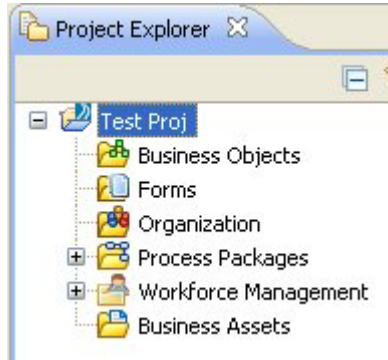 Project Explorer
Test Proj
Business Objects
Forms
Organization
Process Packages
Workforce Management
Business Assets